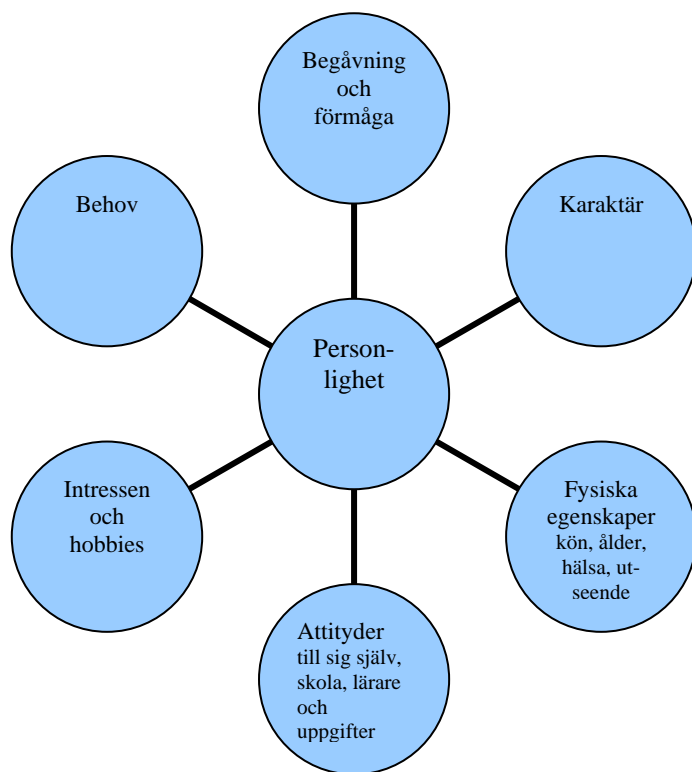 Begåvning
och
förmåga
Behov
Karaktär
Person-
lighet
Intressen
och
hobbies
Fysiska
egenskaper
kön, ålder,
hälsa, ut-
seende
Attityder
till sig själv,
skola, lärare
och
uppgifter